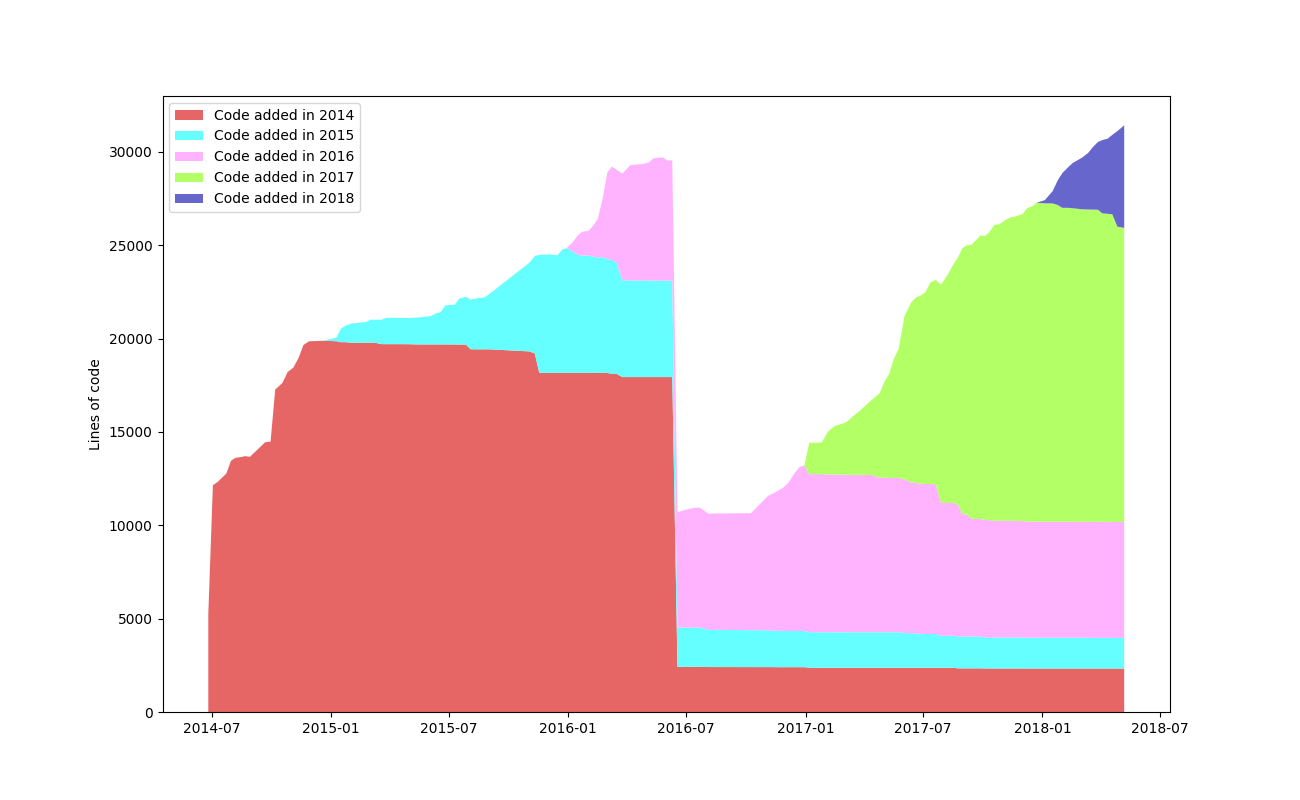 Code added in 2014
Code added in 2015
Code added in 2016
Code added in 2017
Code added in 2018
Lines of code
30000
25000
20000
15000
10000
5000
0
2014-07 2015-01 2015-07 2016-01 2016-07 2017-01 2017-07 2018-01 2018-07